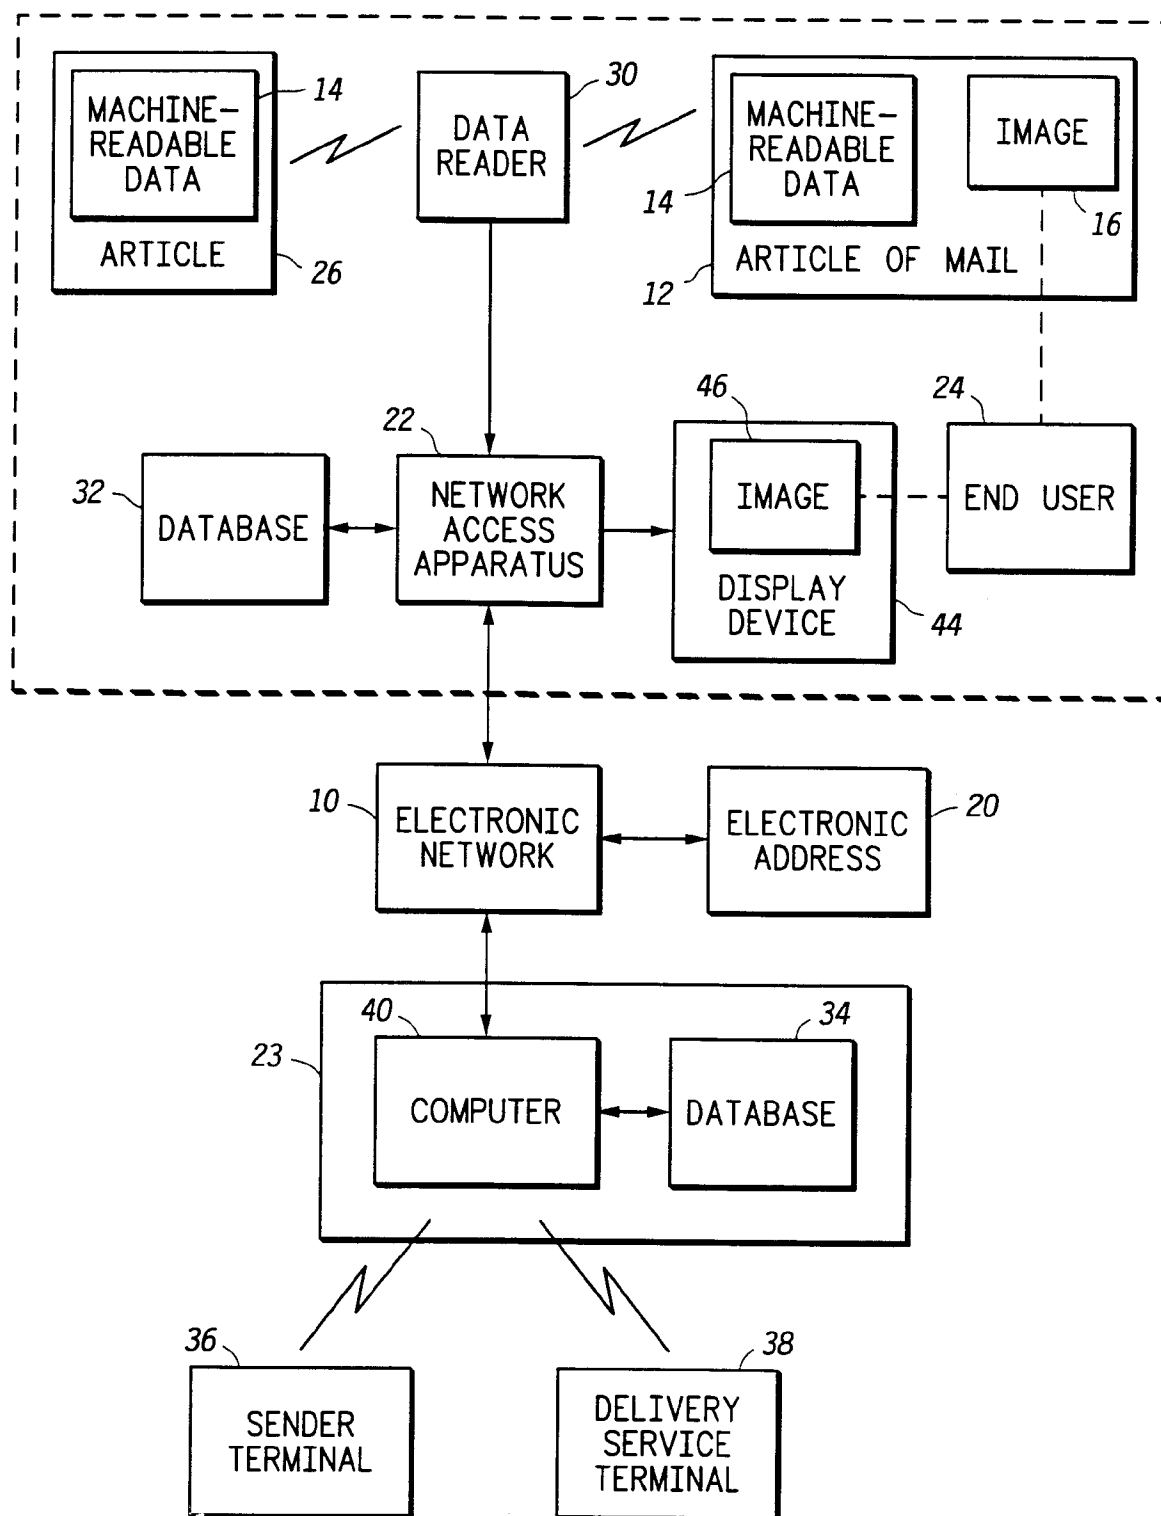 14
MACHINE-
READABLE
DATA
ARTICLE
26
30
DATA
READER
MACHINE-
READABLE
DATA
14
IMAGE
16
ARTICLE OF MAIL
12
32
DATABASE
22
NETWORK
ACCESS
APPARATUS
46
IMAGE
DISPLAY
DEVICE
44
24
END USER
10
ELECTRONIC
NETWORK
ELECTRONIC
ADDRESS
20
23
40
COMPUTER
34
DATABASE
36
SENDER
TERMINAL
38
DELIVERY
SERVICE
TERMINAL